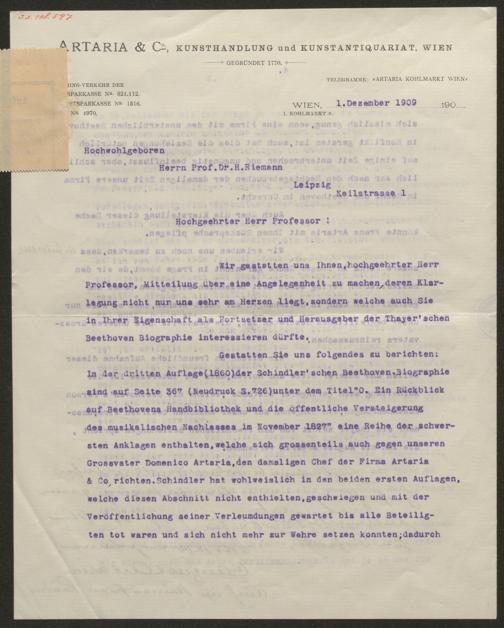 ARTARIA & Co., KUNSTHANDLUNG und KUNSTANTIQUARIAT, WIEN
GEGRÜNDET 1770.
TELEGRAMME: »ARTARIA KOHLMARKT WIEN«
VERKEHR DER
SPARKASSE No. 821.112.
SPARKASSE No. 1516.
No. 4970.
WIEN, 1.Dezember 1909 190
I. KOHLMARKT 9.
Hochwohlgeboren
Herrn Prof.Dr.H.Riemann
Leipzig
Keilstrasse 1
Hochgeehrter Herr Professor !
Wir gestatten uns Ihnen,hochgeehrter Herr
Professor, Mitteilung über eine Angelegenheit zu machen,deren Klar-
legung nicht nur uns sehr am Herzen liegt,sondern welche auch Sie
in Ihrer Eigenschaft als Fortsetzer und Herausgeber der Thayer'schen
Beethoven Biographie interessieren dürfte.
Gestatten Sie uns folgendes zu berichten:
In der dritten Auflage(1860)der Schindler'schen Beethoven-Biographie
sind auf Seite 367 (Neudruck S.726)unter dem Titel"O. Ein Rückblick
auf Beethovens Handbibliothek und die öffentliche Versteigerung
des musikalischen Nachlasses im November 1827" eine Reihe der schwer-
sten Anklagen enthalten,welche sich grossenteils auch gegen unseren
Grossvater Domenico Artaria,den damaligen Chef der Firma Artaria
& Co,richten.Schindler hat wohlweislich in den beiden ersten Auflagen,
welche diesen Abschnitt nicht enthielten,geschwiegen und mit der
Veröffentlichung seiner Verleumdungen gewartet bis alle Beteilig-
ten tot waren und sich nicht mehr zur Wehre setzen konnten;dadurch